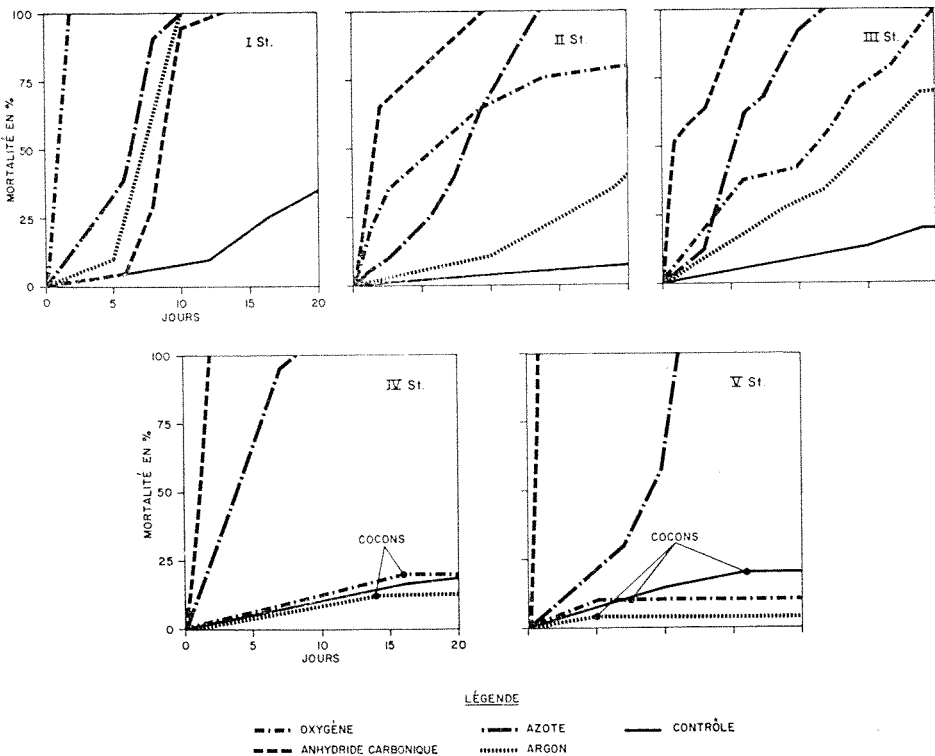 100
75
50
25
0
MORTALITÉ EN %
I St.
0 5 10 15 20
JOURS
II St.
III St.
100
75
50
25
0
MORTALITÉ EN %
IV St.
COCONS
0 5 10 15 20
JOURS
V St.
COCONS
LÉGENDE
OXYGÈNE
AZOTE
CONTRÔLE
ANHYDRIDE CARBONIQUE
ARGON